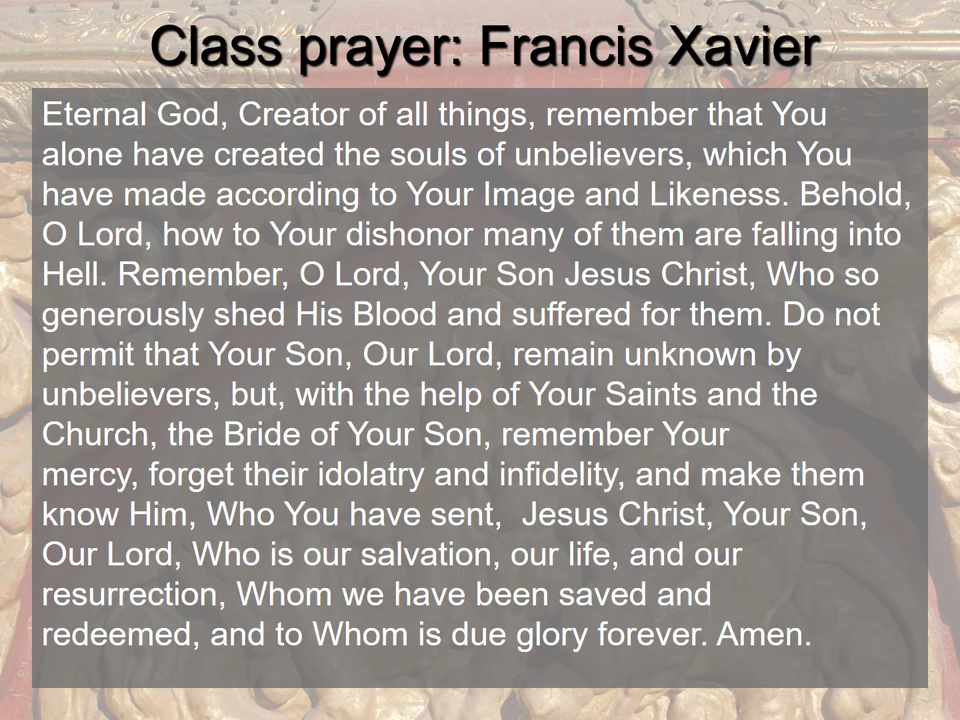 Class prayer: Francis Xavier
Eternal God, Creator of all things, remember that You
alone have created the souls of unbelievers, which You
have made according to Your Image and Likeness. Behold,
O Lord, how to Your dishonor many of them are falling into
Hell. Remember, O Lord, Your Son Jesus Christ, Who so
generously shed His Blood and suffered for them. Do not
permit that Your Son, Our Lord, remain unknown by
unbelievers, but, with the help of Your Saints and the
Church, the Bride of Your Son, remember Your
mercy, forget their idolatry and infidelity, and make them
know Him, Who You have sent,  Jesus Christ, Your Son,
Our Lord, Who is our salvation, our life, and our
resurrection, Whom we have been saved and
redeemed, and to Whom is due glory forever. Amen.